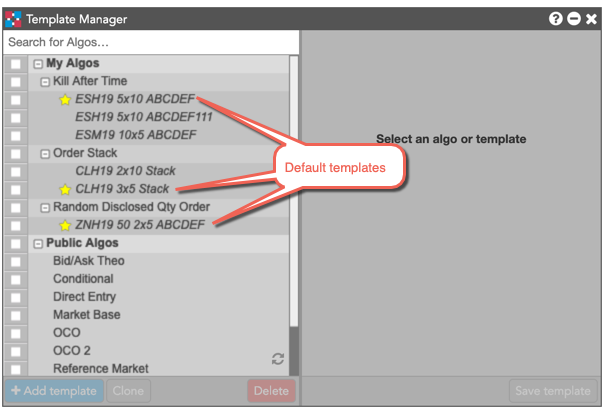 Template Manager
Search for Algos...
My Algos
Kill After Time
ESH19 5x10 ABCDEF
ESH19 5x10 ABCDEF111
ESM19 10x5 ABCDEF
Select an algo or template
Order Stack
Default templates
CLH19 2x10 Stack
CLH19 3x5 Stack
Random Disclosed Qty Order
ZNH19 50 2x5 ABCDEF
Public Algos
Bid/Ask Theo
Conditional
Direct Entry
Market Base
OCO
OCO 2
Reference Market
+ Add template
Clone
Delete
Save template